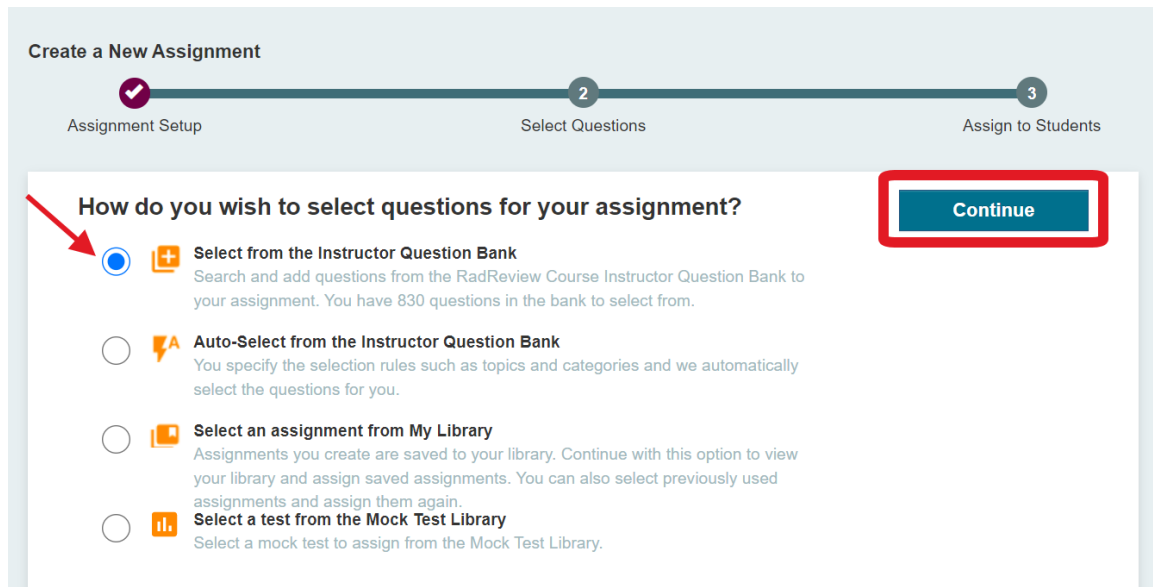 Create a New Assignment
2
3
Assignment Setup
Select Questions
Assign to Students
How do you wish to select questions for your assignment?
Continue
Select from the Instructor Question Bank
Search and add questions from the RadReview Course Instructor Question Bank to
your assignment. You have 830 questions in the bank to select from.
A
Auto-Select from the Instructor Question Bank
You specify the selection rules such as topics and categories and we automatically
select the questions for you.
Select an assignment from My Library
Assignments you create are saved to your library. Continue with this option to view
your library and assign saved assignments. You can also select previously used
assignments and assign them again.
Select a test from the Mock Test Library
Select a mock test to assign from the Mock Test Library.